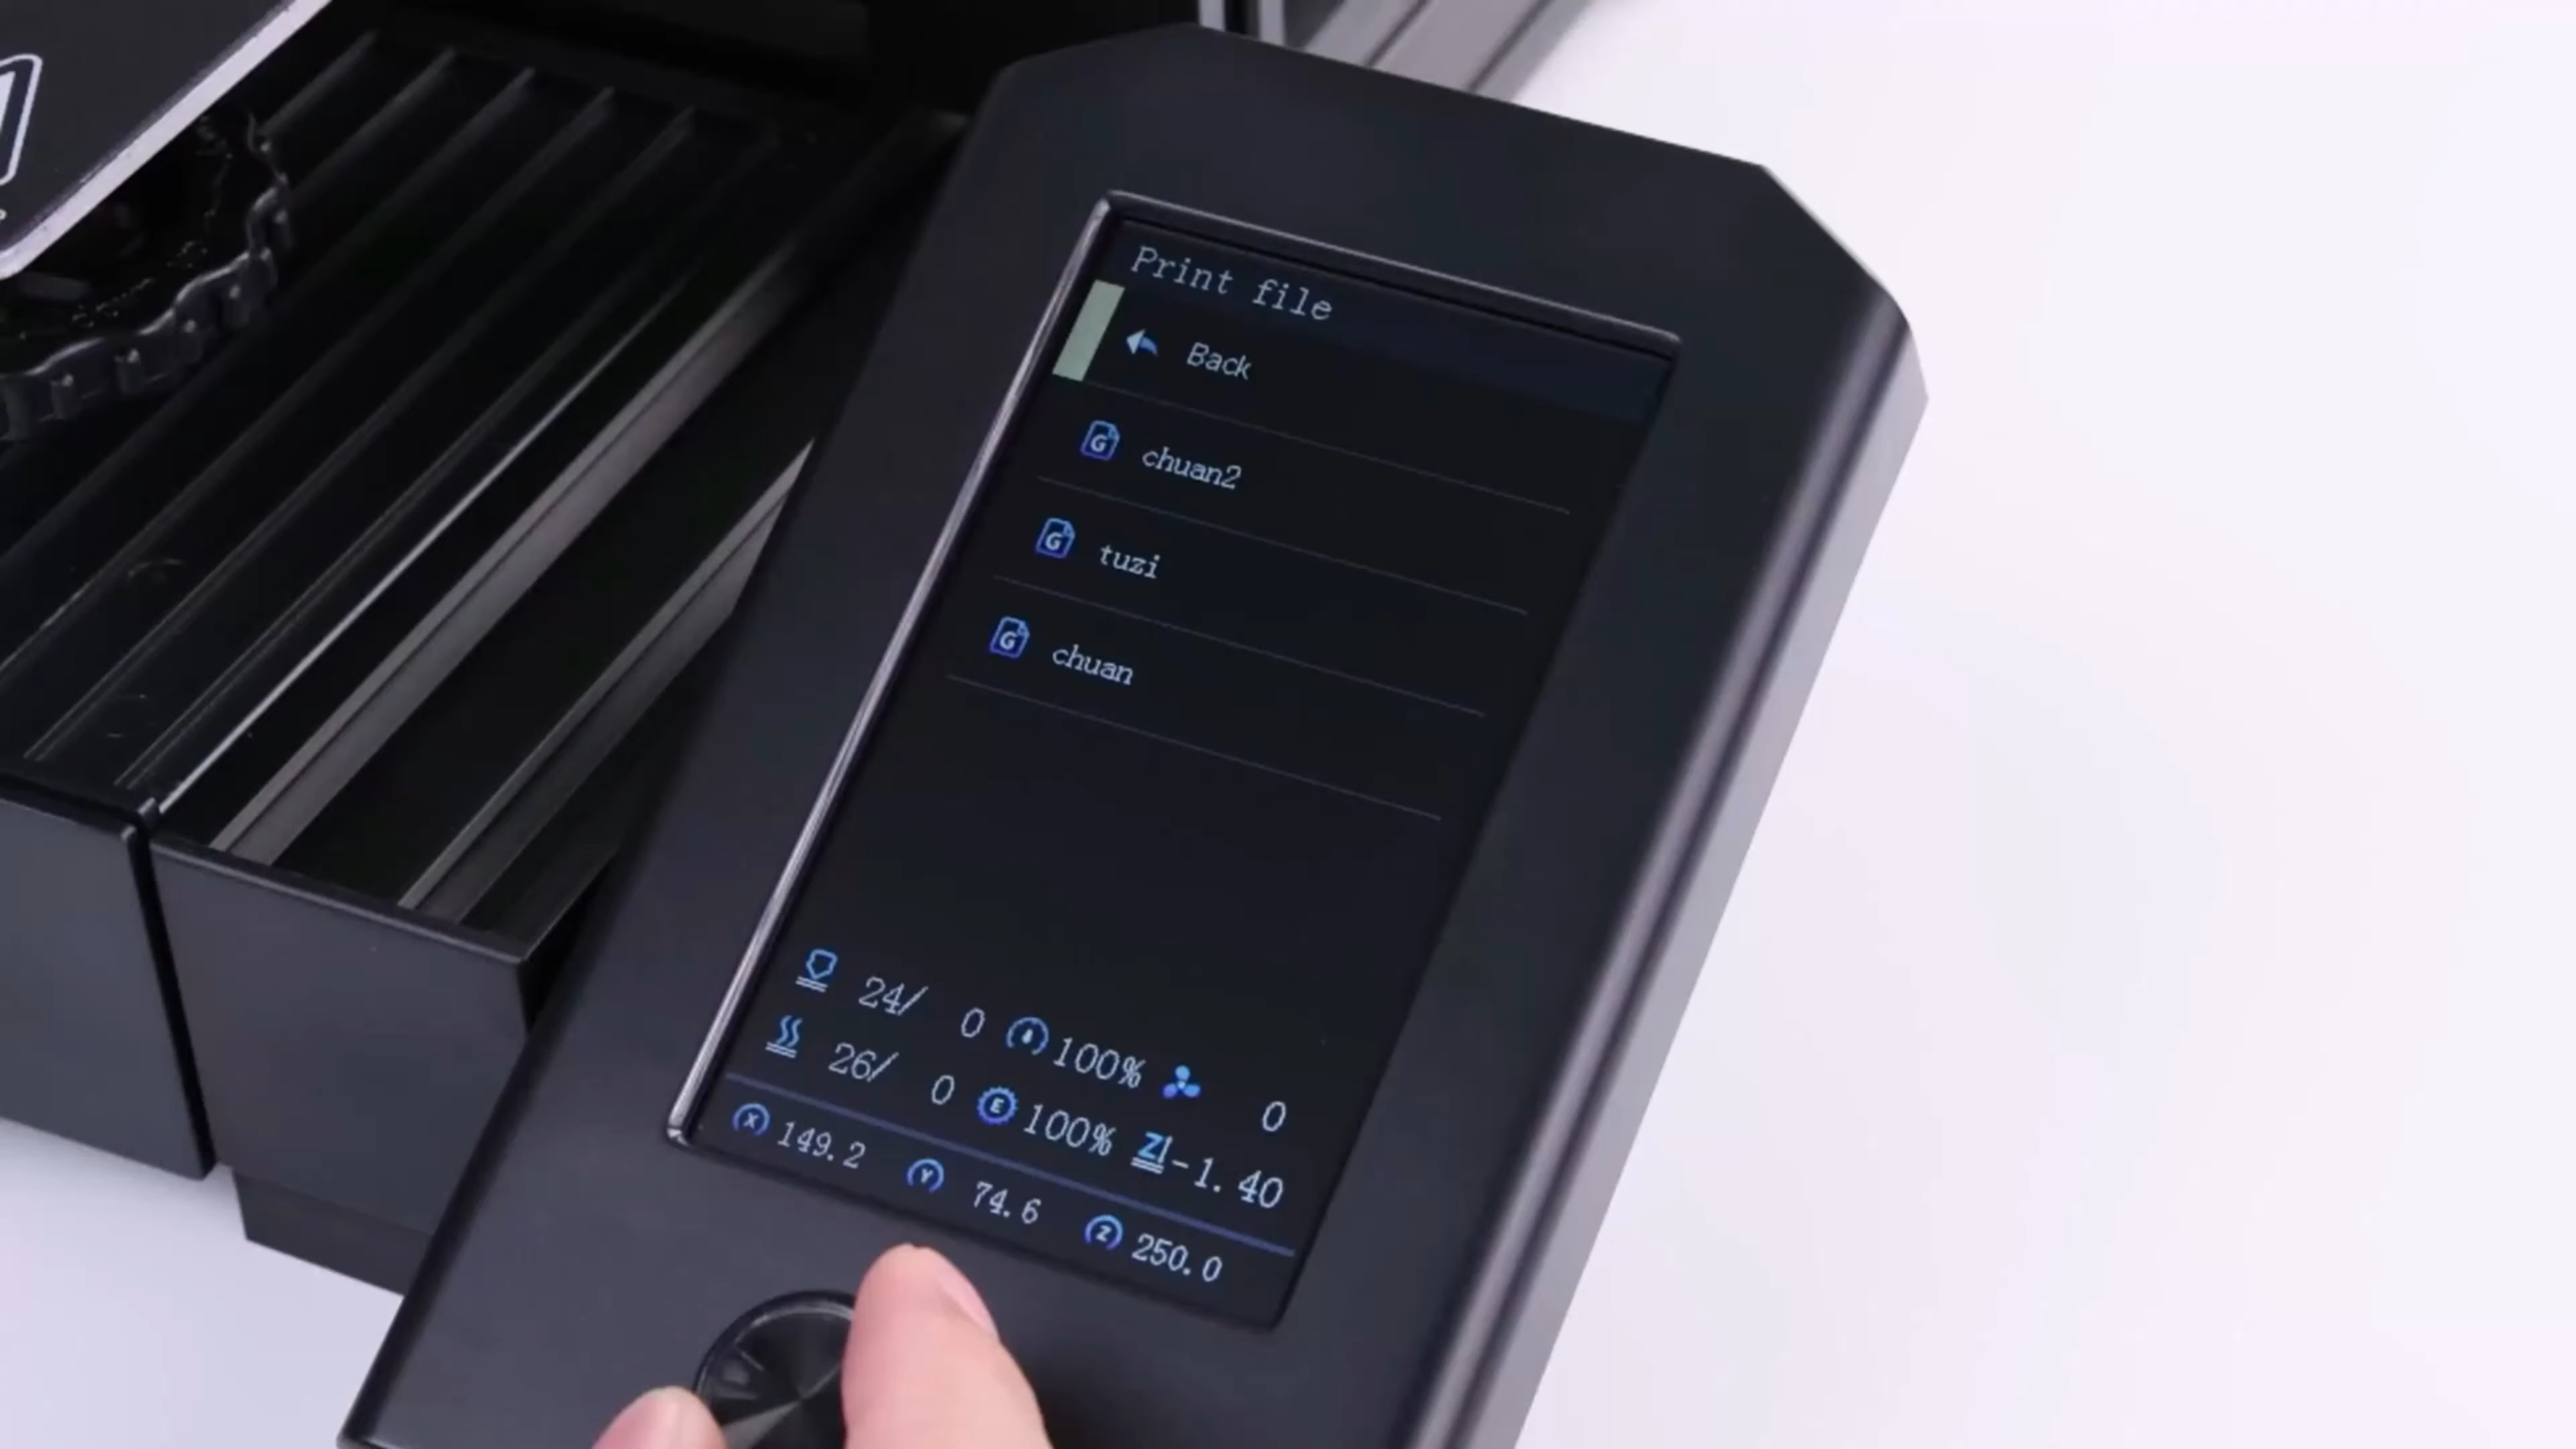 Print file
Back
G chuan2
G tuzi
G chuan
24/ 0 100% 0
26/ 0 E 100% Z -1.40
X 149.2 Y 74.6 Z 250.0